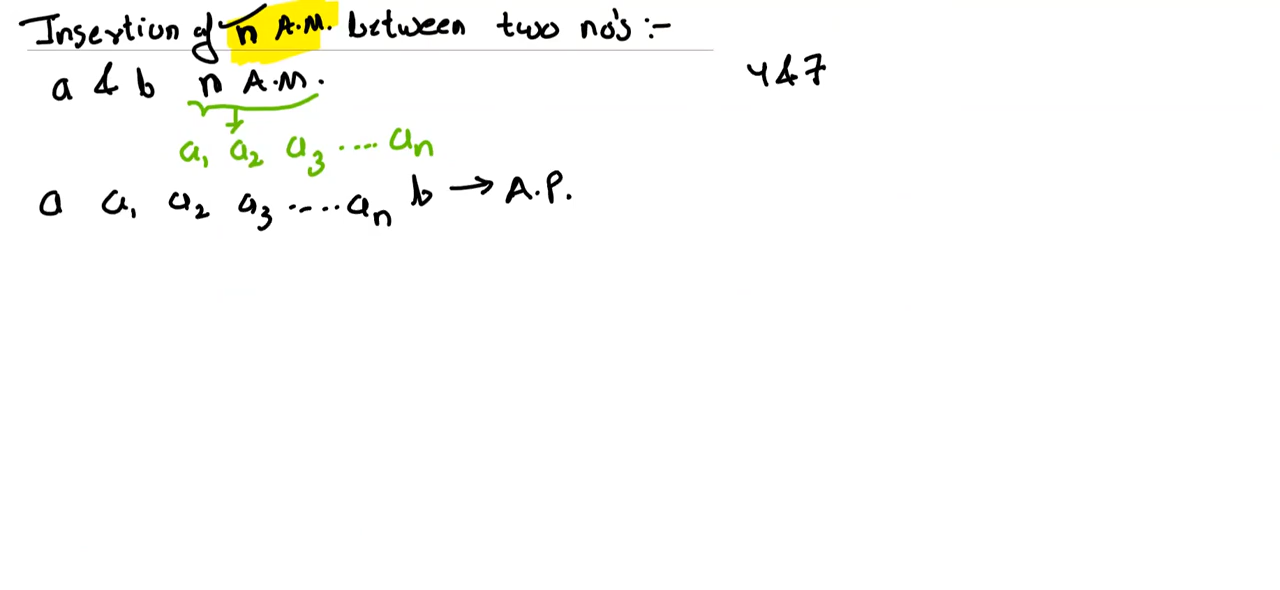 Insertion of n A.M. between two no's :-
a & b n A.M.
4 & 7
a₁ a₂ a₃ .... aₙ
a a₁ a₂ a₃ .... aₙ b → A.P.